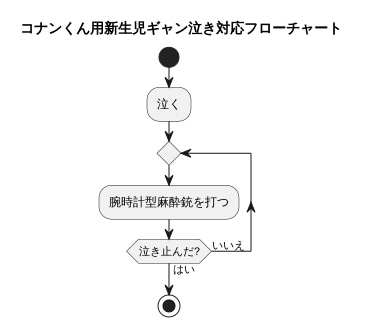 コナンくん用新生児ギャン泣き対応フローチャート
泣く
腕時計型麻酔銃を打つ
泣き止んだ?
いいえ
はい